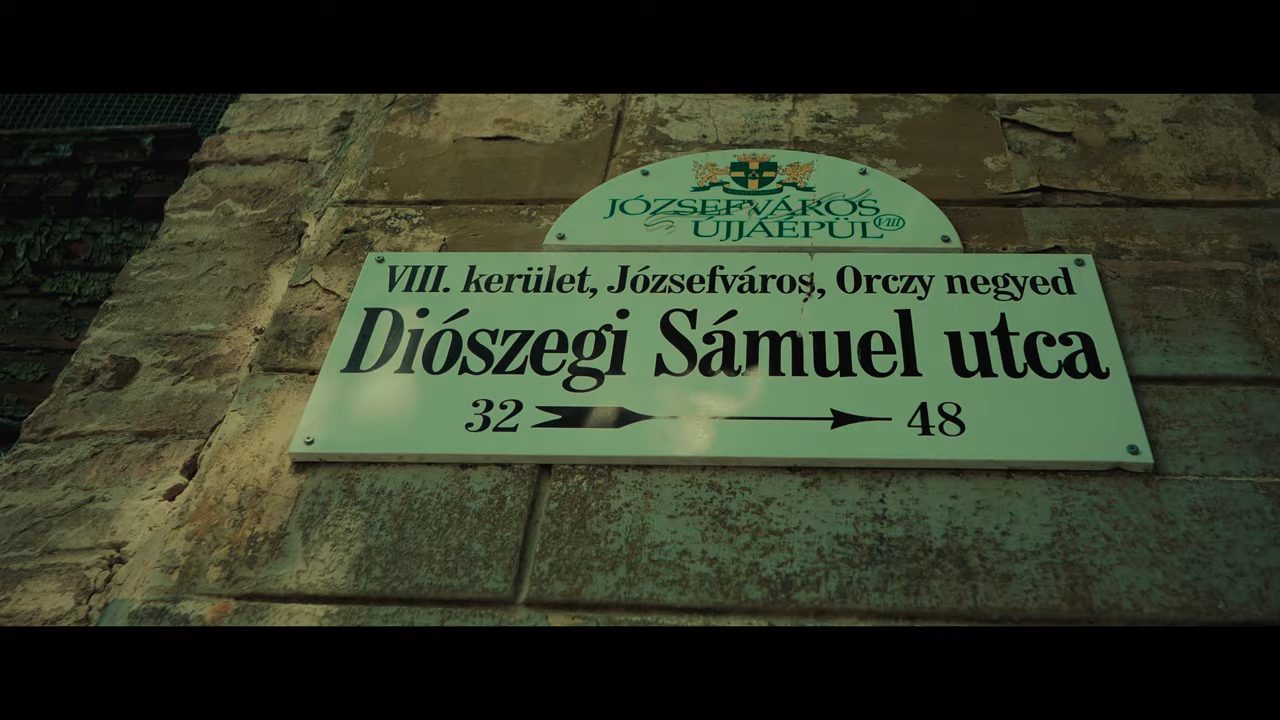 JÓZSEFVÁROS
ÚJJÁÉPÜL VIII
VIII. kerület, Józsefváros, Orczy negyed
Diószegi Sámuel utca
32 48